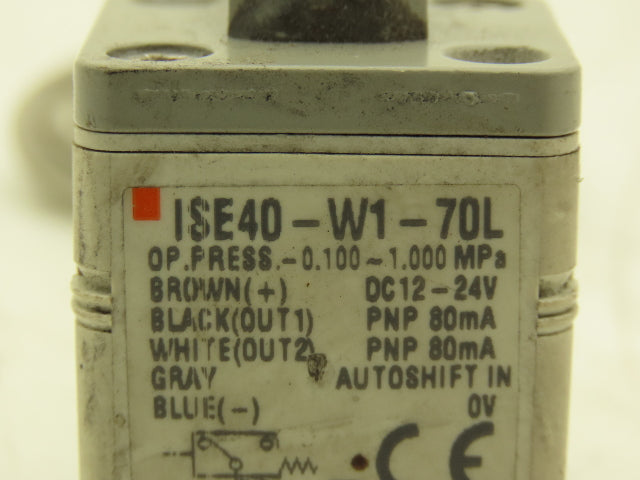 ISE40-W1-70L
OP.PRESS.-0.100~1.000 MPa
BROWN(+) DC12-24V
BLACK(OUT1) PNP 80mA
WHITE(OUT2) PNP 80mA
GRAY AUTOSHIFT IN
BLUE(-) 0V
CE